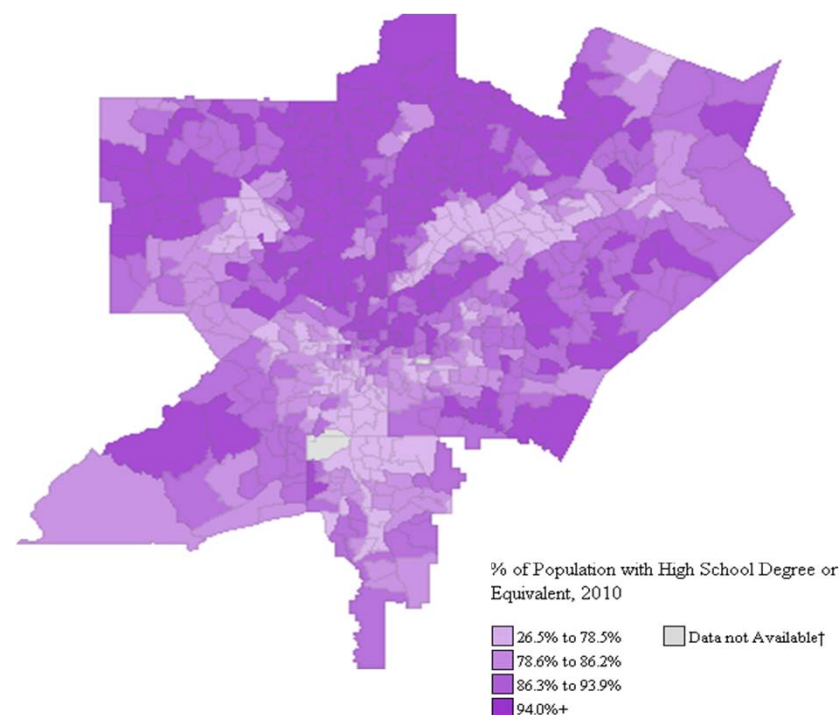 % of Population with High School Degree or
Equivalent, 2010
26.5% to 78.5%
Data not Available†
78.6% to 86.2%
86.3% to 93.9%
94.0%+